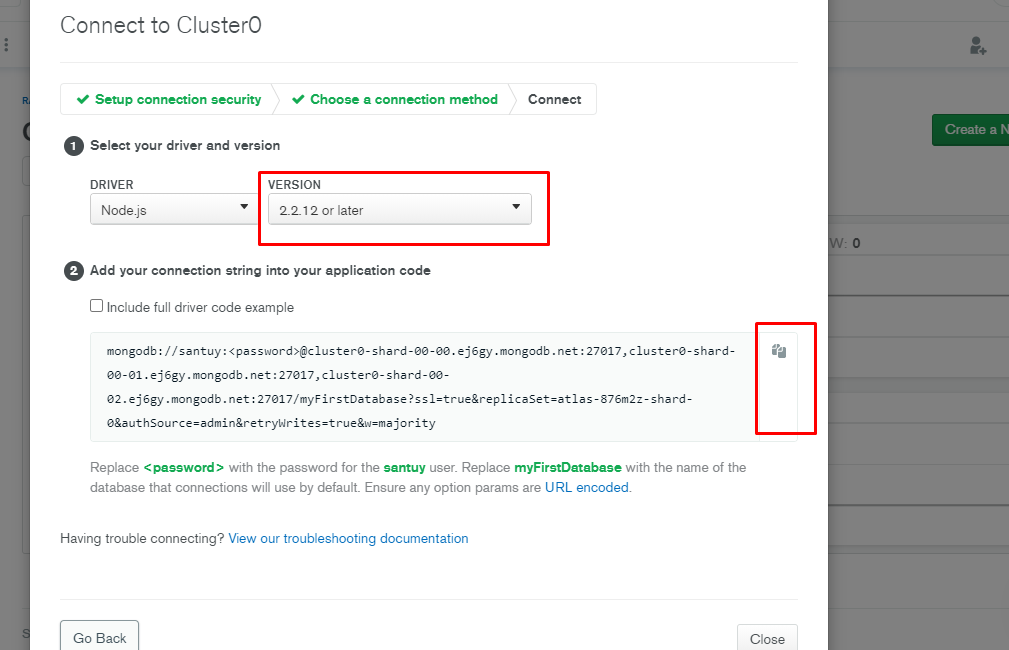 Connect to Cluster0
Setup connection security
Choose a connection method
Connect
Create a N
1 Select your driver and version
DRIVER
VERSION
Node.js
2.2.12 or later
W: 0
2 Add your connection string into your application code
Include full driver code example
mongodb://santuy:<password>@cluster0-shard-00-00.ej6gy.mongodb.net:27017,cluster0-shard-
00-01.ej6gy.mongodb.net:27017,cluster0-shard-00-
02.ej6gy.mongodb.net:27017/myFirstDatabase?ssl=true&replicaSet=atlas-876m2z-shard-
0&authSource=admin&retryWrites=true&w=majority
Replace <password> with the password for the santuy user. Replace myFirstDatabase with the name of the
database that connections will use by default. Ensure any option params are URL encoded.
Having trouble connecting? View our troubleshooting documentation
Go Back
Close